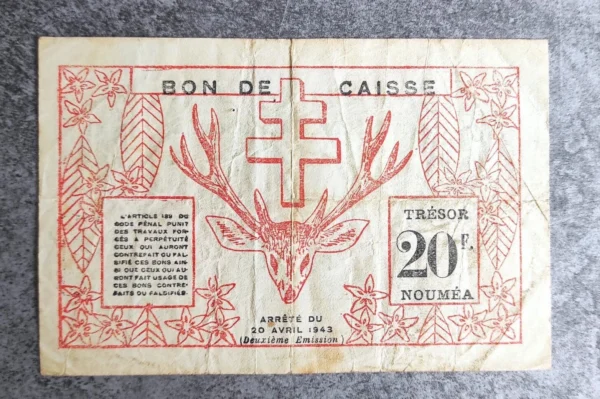 BON DE CAISSE
L'ARTICLE 189 DU
CODE PÉNAL PUNIT
DES TRAVAUX FOR-
CÉS À PERPÉTUITÉ
CEUX QUI AURONT
CONTREFAIT OU FAL-
SIFIÉ CES BONS AIN-
SI QUE CEUX QUI AU-
RONT FAIT USAGE DE
CES BONS CONTRE-
FAITS OU FALSIFIÉS.
TRÉSOR
20F.
NOUMÉA
ARRÊTÉ DU
20 AVRIL 1943
(Deuxième Emission)